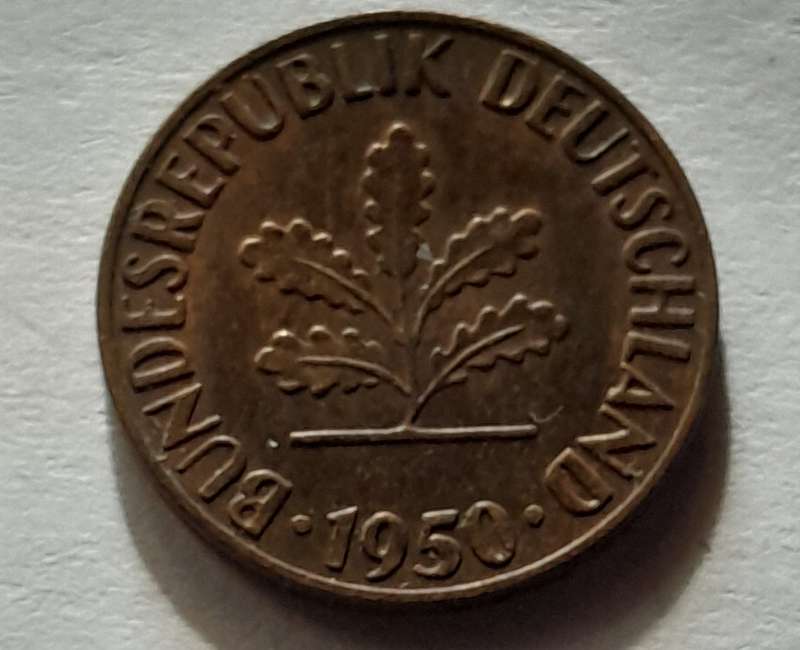 BUNDESREPUBLIK DEUTSCHLAND
· 1950 ·